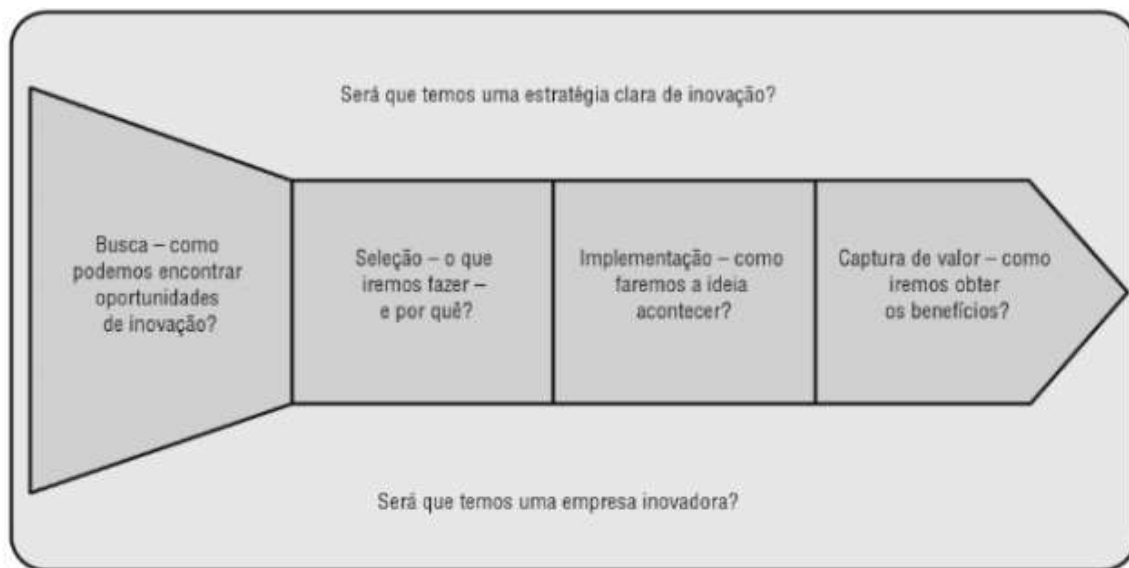 Será que temos uma estratégia clara de inovação?
Busca – como
podemos encontrar
oportunidades
de inovação?
Seleção – o que
iremos fazer –
e por quê?
Implementação – como
faremos a ideia
acontecer?
Captura de valor – como
iremos obter
os benefícios?
Será que temos uma empresa inovadora?